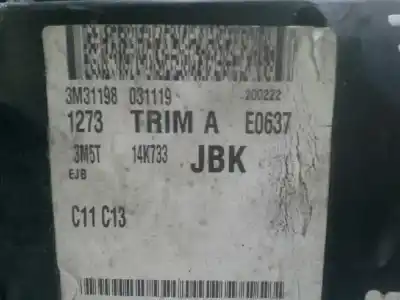 3M31198 031119 200222
1273 TRIM A E0637
3M5T 14K733 JBK
EJB
C11 C13